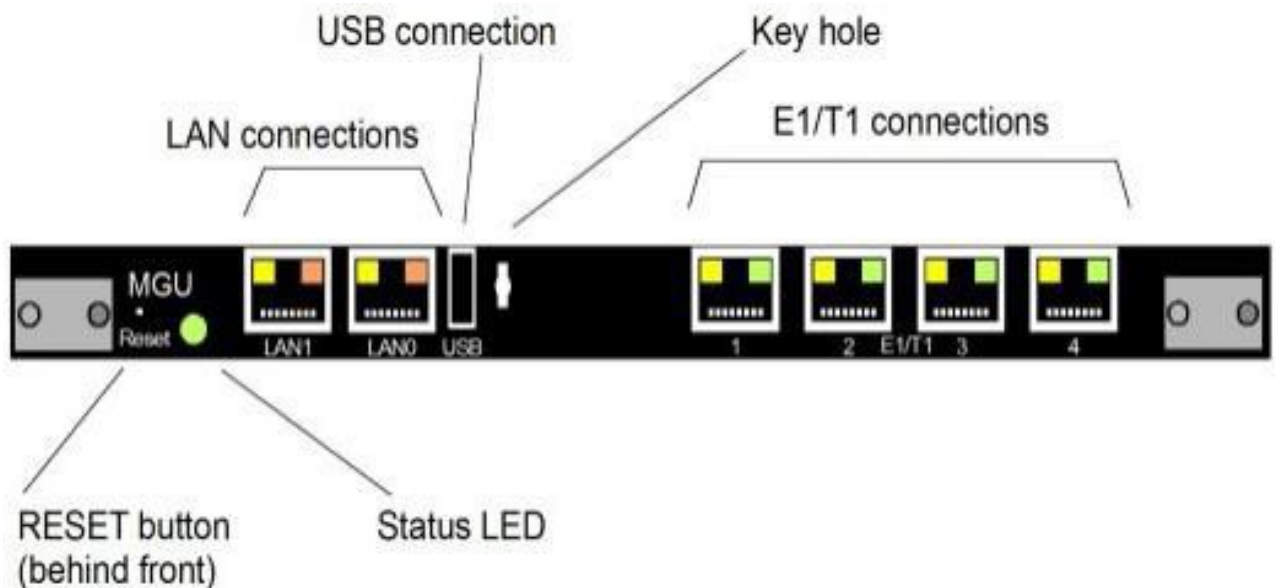 USB connection
Key hole
LAN connections
E1/T1 connections
MGU
Reset
LAN1
LAN0
USB
1
2
E1/T1
3
4
RESET button
(behind front)
Status LED